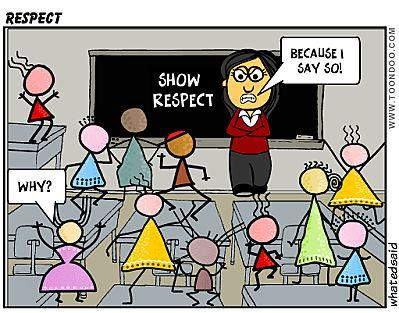 RESPECT
SHOW
RESPECT
BECAUSE I
SAY SO!
WHY?
WWW.TOONDOO.COM
whatedsaid